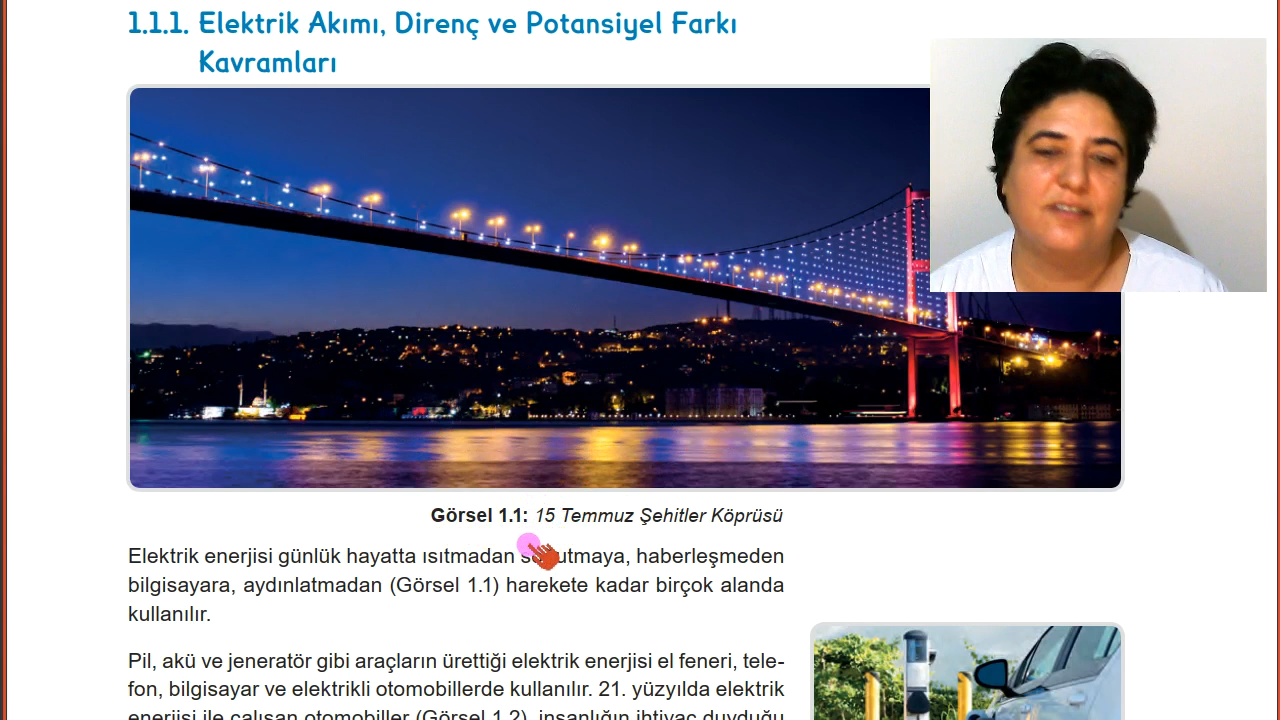 1.1.1. Elektrik Akımı, Direnç ve Potansiyel Farkı
Kavramları
Görsel 1.1: 15 Temmuz Şehitler Köprüsü
Elektrik enerjisi günlük hayatta ısıtmadan soğutmaya, haberleşmeden
bilgisayara, aydınlatmadan (Görsel 1.1) harekete kadar birçok alanda
kullanılır.
Pil, akü ve jeneratör gibi araçların ürettiği elektrik enerjisi el feneri, tele-
fon, bilgisayar ve elektrikli otomobillerde kullanılır. 21. yüzyılda elektrik
enerjisi ile çalışan otomobiller (Görsel 1.2), insanlığın ihtiyaç duyduğu